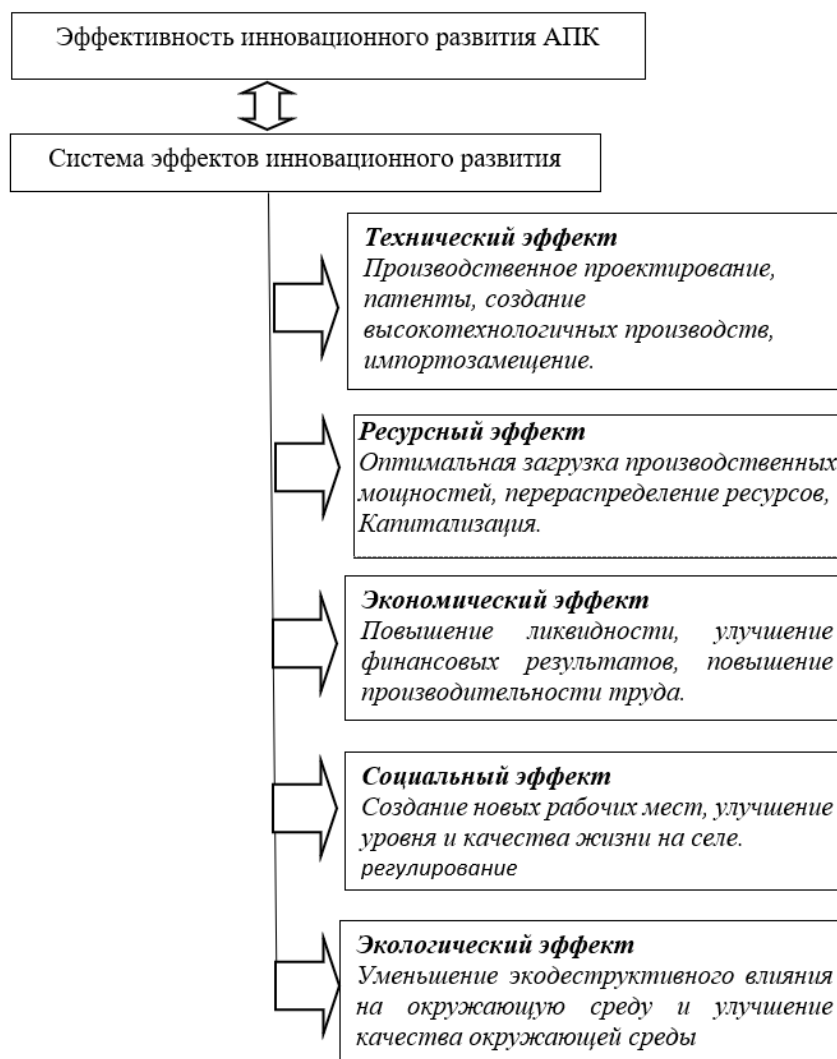 Эффективность инновационного развития АПК
Система эффектов инновационного развития
Технический эффект
Производственное проектирование,
патенты, создание
высокотехнологичных производств,
импортозамещение.
Ресурсный эффект
Оптимальная загрузка производственных
мощностей, перераспределение ресурсов,
Капитализация.
Экономический эффект
Повышение ликвидности, улучшение
финансовых результатов, повышение
производительности труда.
Социальный эффект
Создание новых рабочих мест, улучшение
уровня и качества жизни на селе.
регулирование
Экологический эффект
Уменьшение экодеструктивного влияния
на окружающую среду и улучшение
качества окружающей среды